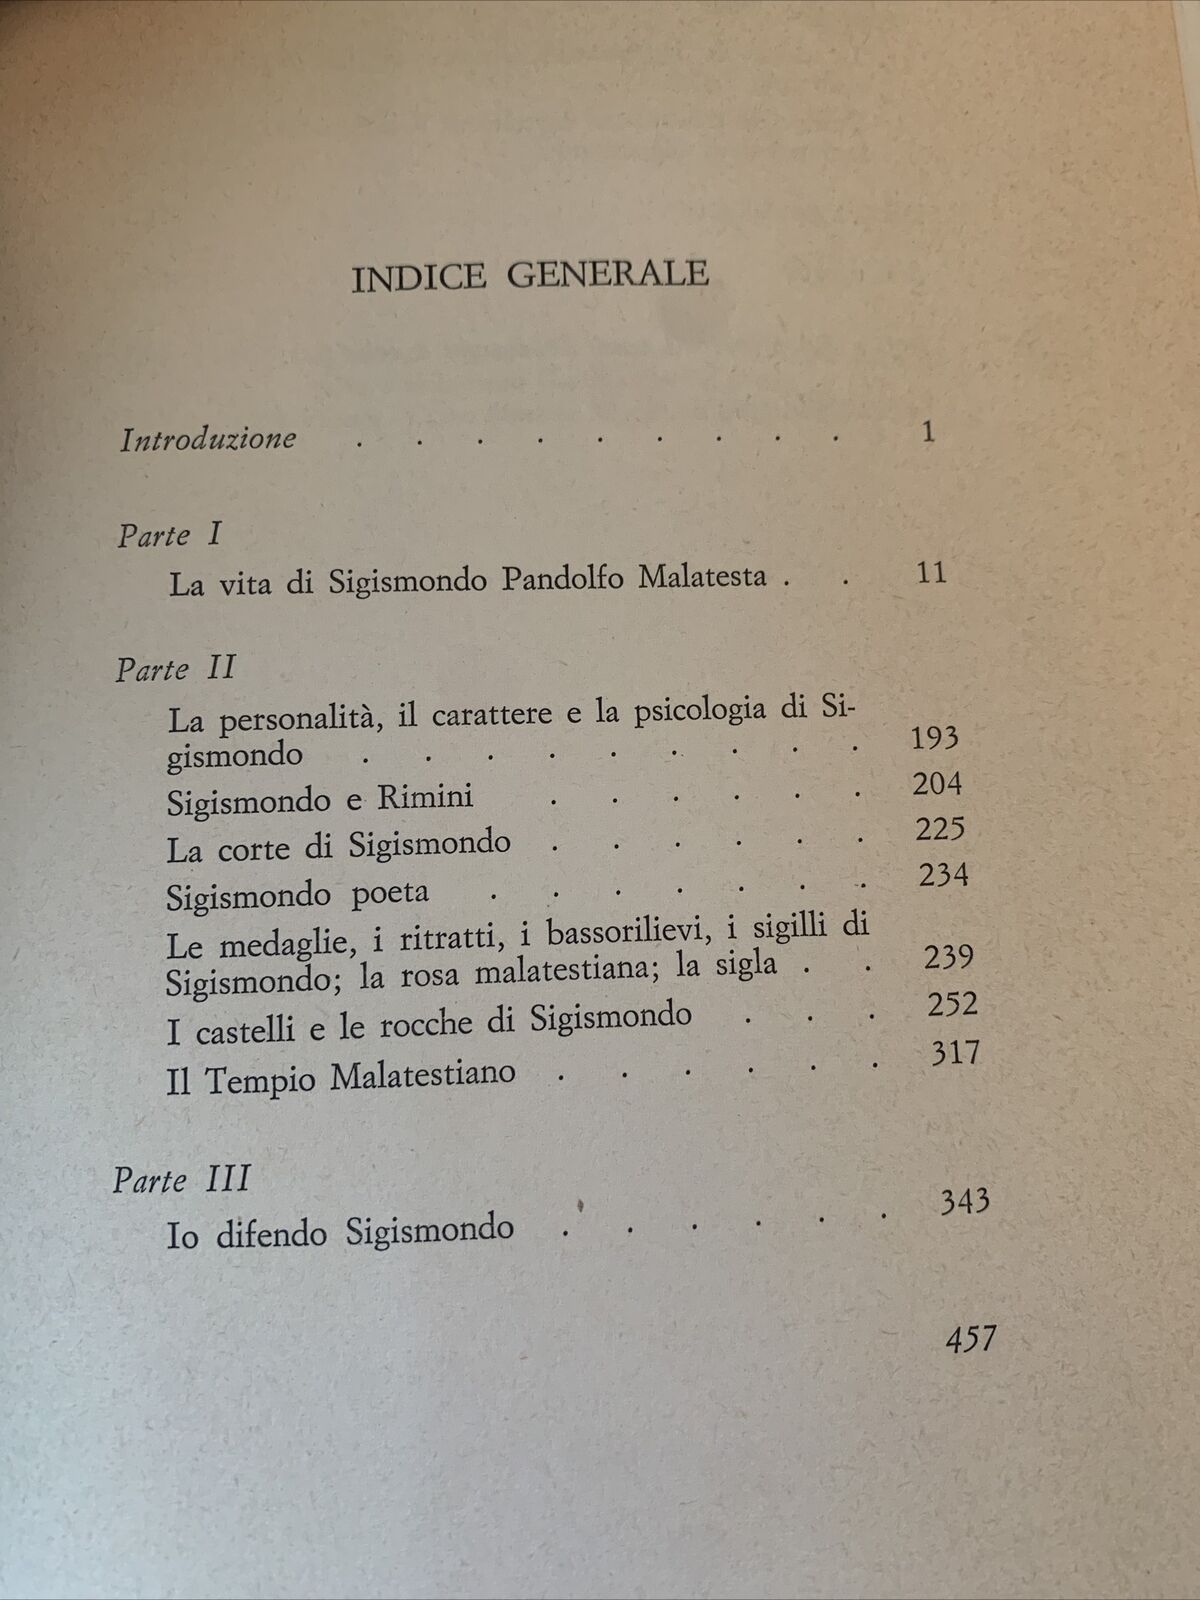 INDICE GENERALE
Introduzione . . . . . . . . . 1
Parte I
La vita di Sigismondo Pandolfo Malatesta . . 11
Parte II
La personalità, il carattere e la psicologia di Si-
gismondo . . . . . . . . . 193
Sigismondo e Rimini . . . . . . 204
La corte di Sigismondo . . . . . . 225
Sigismondo poeta . . . . . . . 234
Le medaglie, i ritratti, i bassorilievi, i sigilli di
Sigismondo; la rosa malatestiana; la sigla . . 239
I castelli e le rocche di Sigismondo . . . 252
Il Tempio Malatestiano . . . . . . 317
Parte III
Io difendo Sigismondo . . . . . . 343
457